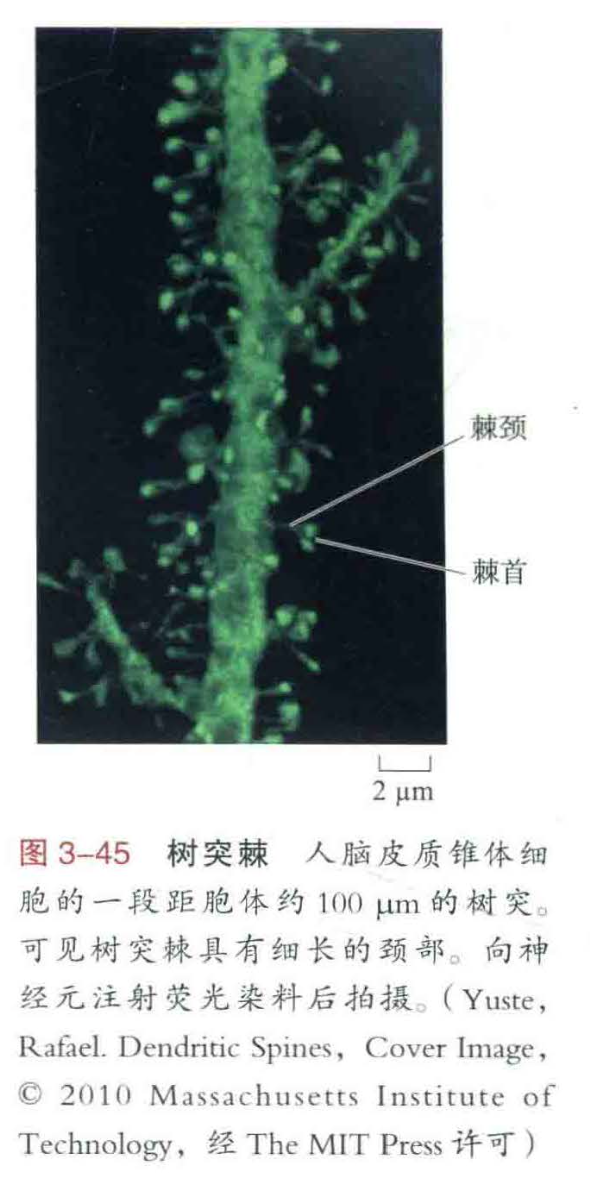 棘颈
棘首
2 μm
图 3-45 树突棘 人脑皮质锥体细
胞的一段距胞体约 100 μm 的树突。
可见树突棘具有细长的颈部。向神
经元注射荧光染料后拍摄。（Yuste，
Rafael. Dendritic Spines，Cover Image，
© 2010 Massachusetts Institute of
Technology，经 The MIT Press 许可）